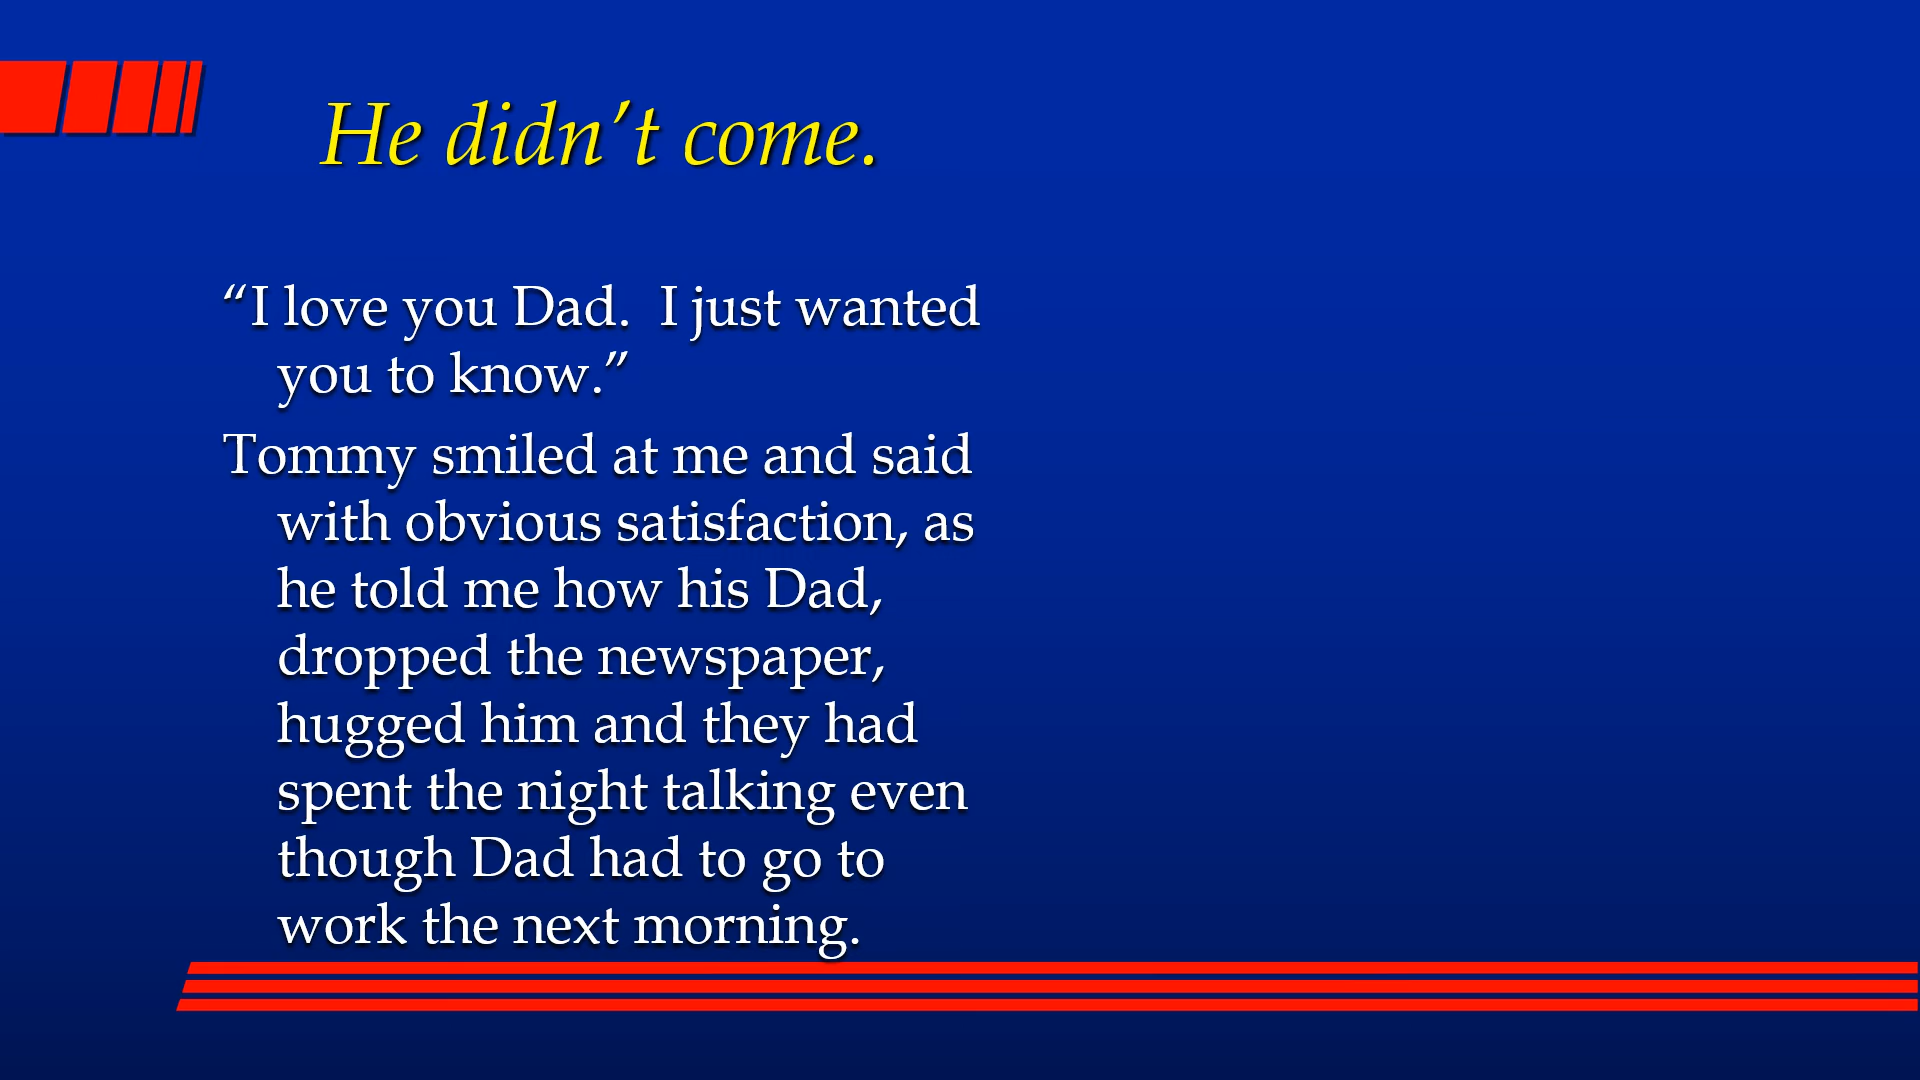 He didn’t come.
“I love you Dad.  I just wanted
you to know.”
Tommy smiled at me and said
with obvious satisfaction, as
he told me how his Dad,
dropped the newspaper,
hugged him and they had
spent the night talking even
though Dad had to go to
work the next morning.